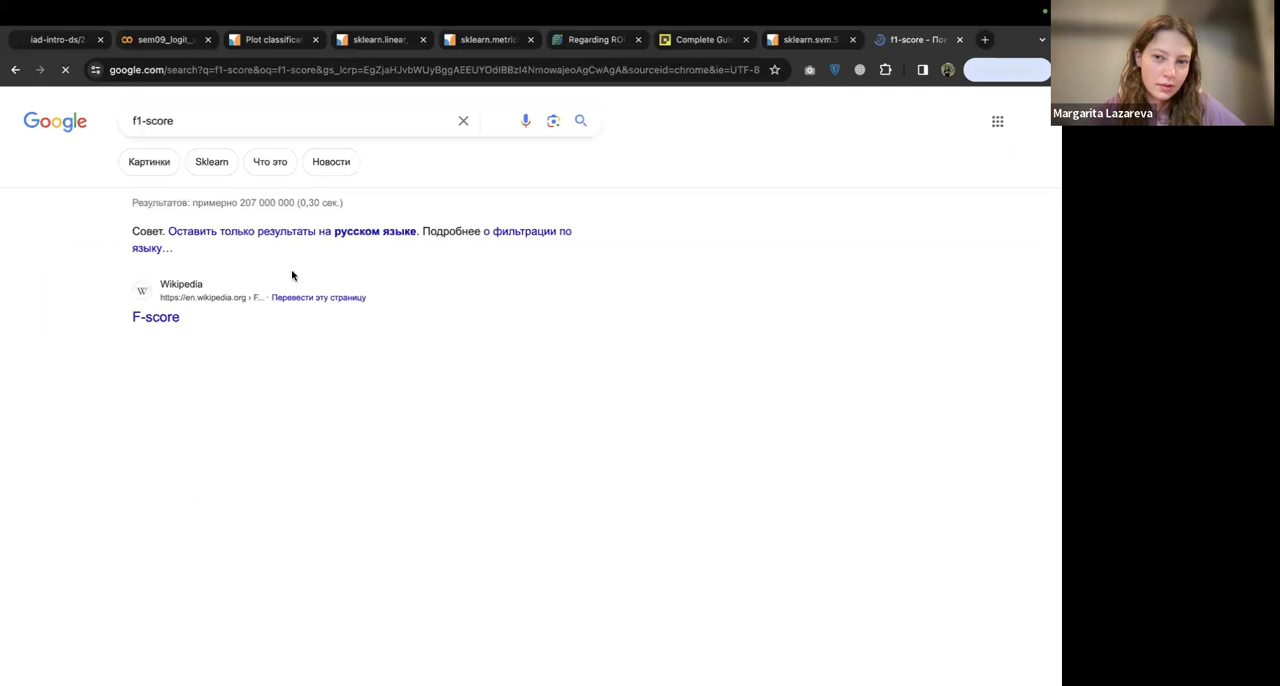 iad-intro-ds/2
sem09_logit_
Plot classifica
sklearn.linear_
sklearn.metric
Regarding RO
Complete Guid
sklearn.svm.S
f1-score - Пои
google.com/search?q=f1-score&oq=f1-score&gs_lcrp=EgZjaHJvbWUyBggAEEUYOdIBBzI4NmowajeoAgCwAgA&sourceid=chrome&ie=UTF-8
Margarita Lazareva
Google
f1-score
Картинки
Sklearn
Что это
Новости
Результатов: примерно 207 000 000 (0,30 сек.)
Совет. Оставить только результаты на русском языке. Подробнее о фильтрации по
языку…
W
Wikipedia
https://en.wikipedia.org › F... · Перевести эту страницу
F-score